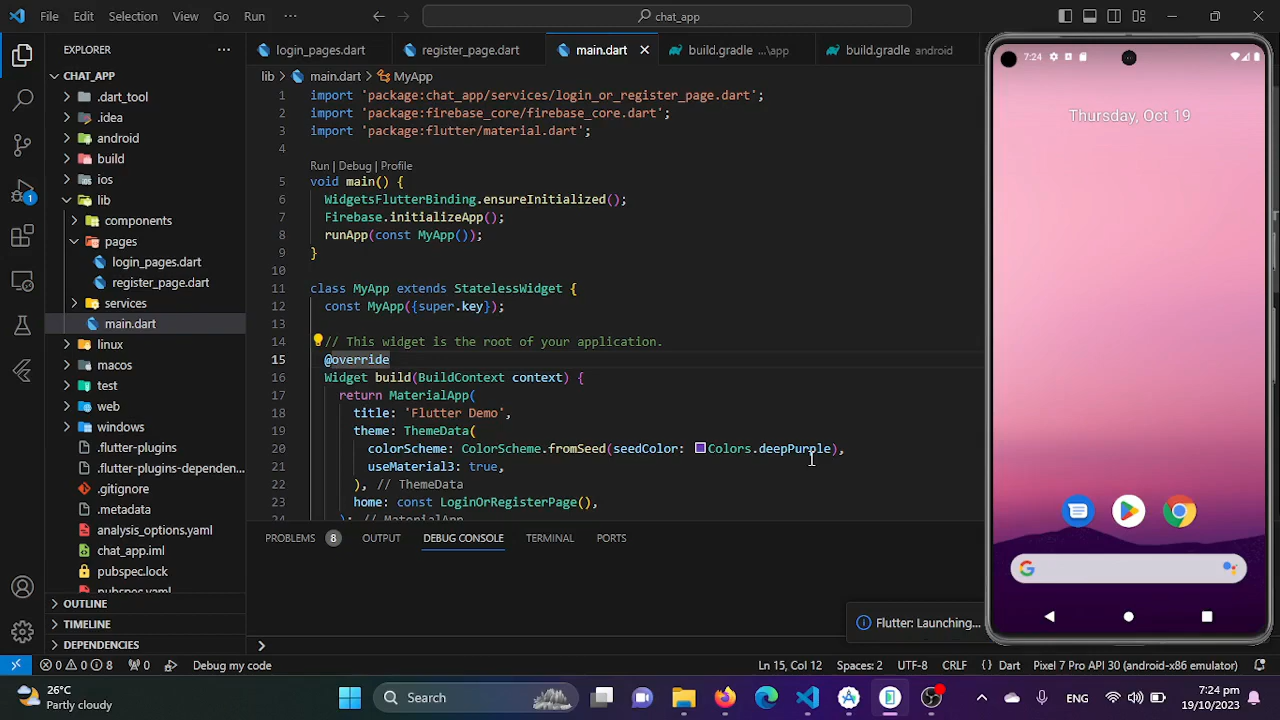 File Edit Selection View Go Run ··· chat_app
EXPLORER ···
CHAT_APP
.dart_tool
.idea
android
build
ios
lib
components
pages
login_pages.dart
register_page.dart
services
main.dart
linux
macos
test
web
windows
.flutter-plugins
.flutter-plugins-dependen...
.gitignore
.metadata
analysis_options.yaml
chat_app.iml
pubspec.lock
pubspec.yaml
OUTLINE
TIMELINE
DEPENDENCIES
login_pages.dart register_page.dart main.dart build.gradle ...\app build.gradle android
lib > main.dart > MyApp
1 import 'package:chat_app/services/login_or_register_page.dart';
2 import 'package:firebase_core/firebase_core.dart';
3 import 'package:flutter/material.dart';
4
Run | Debug | Profile
5 void main() {
6 WidgetsFlutterBinding.ensureInitialized();
7 Firebase.initializeApp();
8 runApp(const MyApp());
9 }
10
11 class MyApp extends StatelessWidget {
12 const MyApp({super.key});
13
14 // This widget is the root of your application.
15 @override
16 Widget build(BuildContext context) {
17 return MaterialApp(
18 title: 'Flutter Demo',
19 theme: ThemeData(
20 colorScheme: ColorScheme.fromSeed(seedColor: Colors.deepPurple),
21 useMaterial3: true,
22 ), // ThemeData
23 home: const LoginOrRegisterPage(),
24 ); // MaterialApp
PROBLEMS 8 OUTPUT DEBUG CONSOLE TERMINAL PORTS
Flutter: Launching...
7:24
Thursday, Oct 19
1
0 0 8 0 Debug my code Ln 15, Col 12 Spaces: 2 UTF-8 CRLF {} Dart Pixel 7 Pro API 30 (android-x86 emulator)
26°C
Partly cloudy
Search
ENG
7:24 pm
19/10/2023